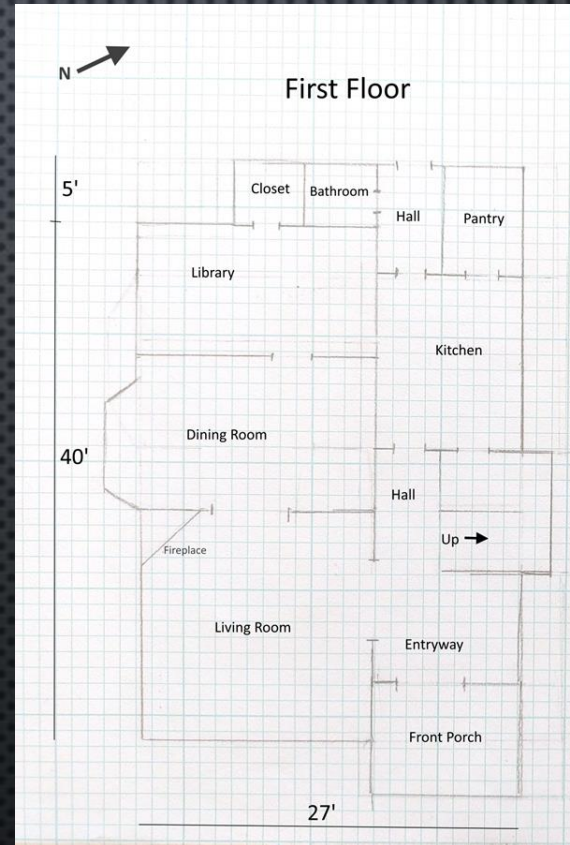 N
First Floor
5'
Closet
Bathroom
Hall
Pantry
Library
Kitchen
Dining Room
40'
Hall
Up
Fireplace
Living Room
Entryway
Front Porch
27'